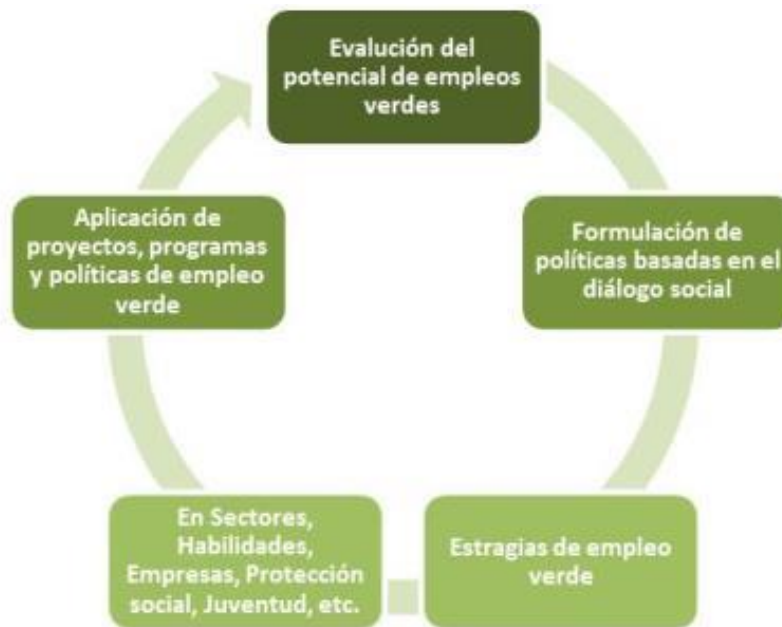 Evalución del
potencial de empleos
verdes
Formulación de
políticas basadas en el
diálogo social
Estragias de empleo
verde
En Sectores,
Habilidades,
Empresas, Protección
social, Juventud, etc.
Aplicación de
proyectos, programas
y políticas de empleo
verde